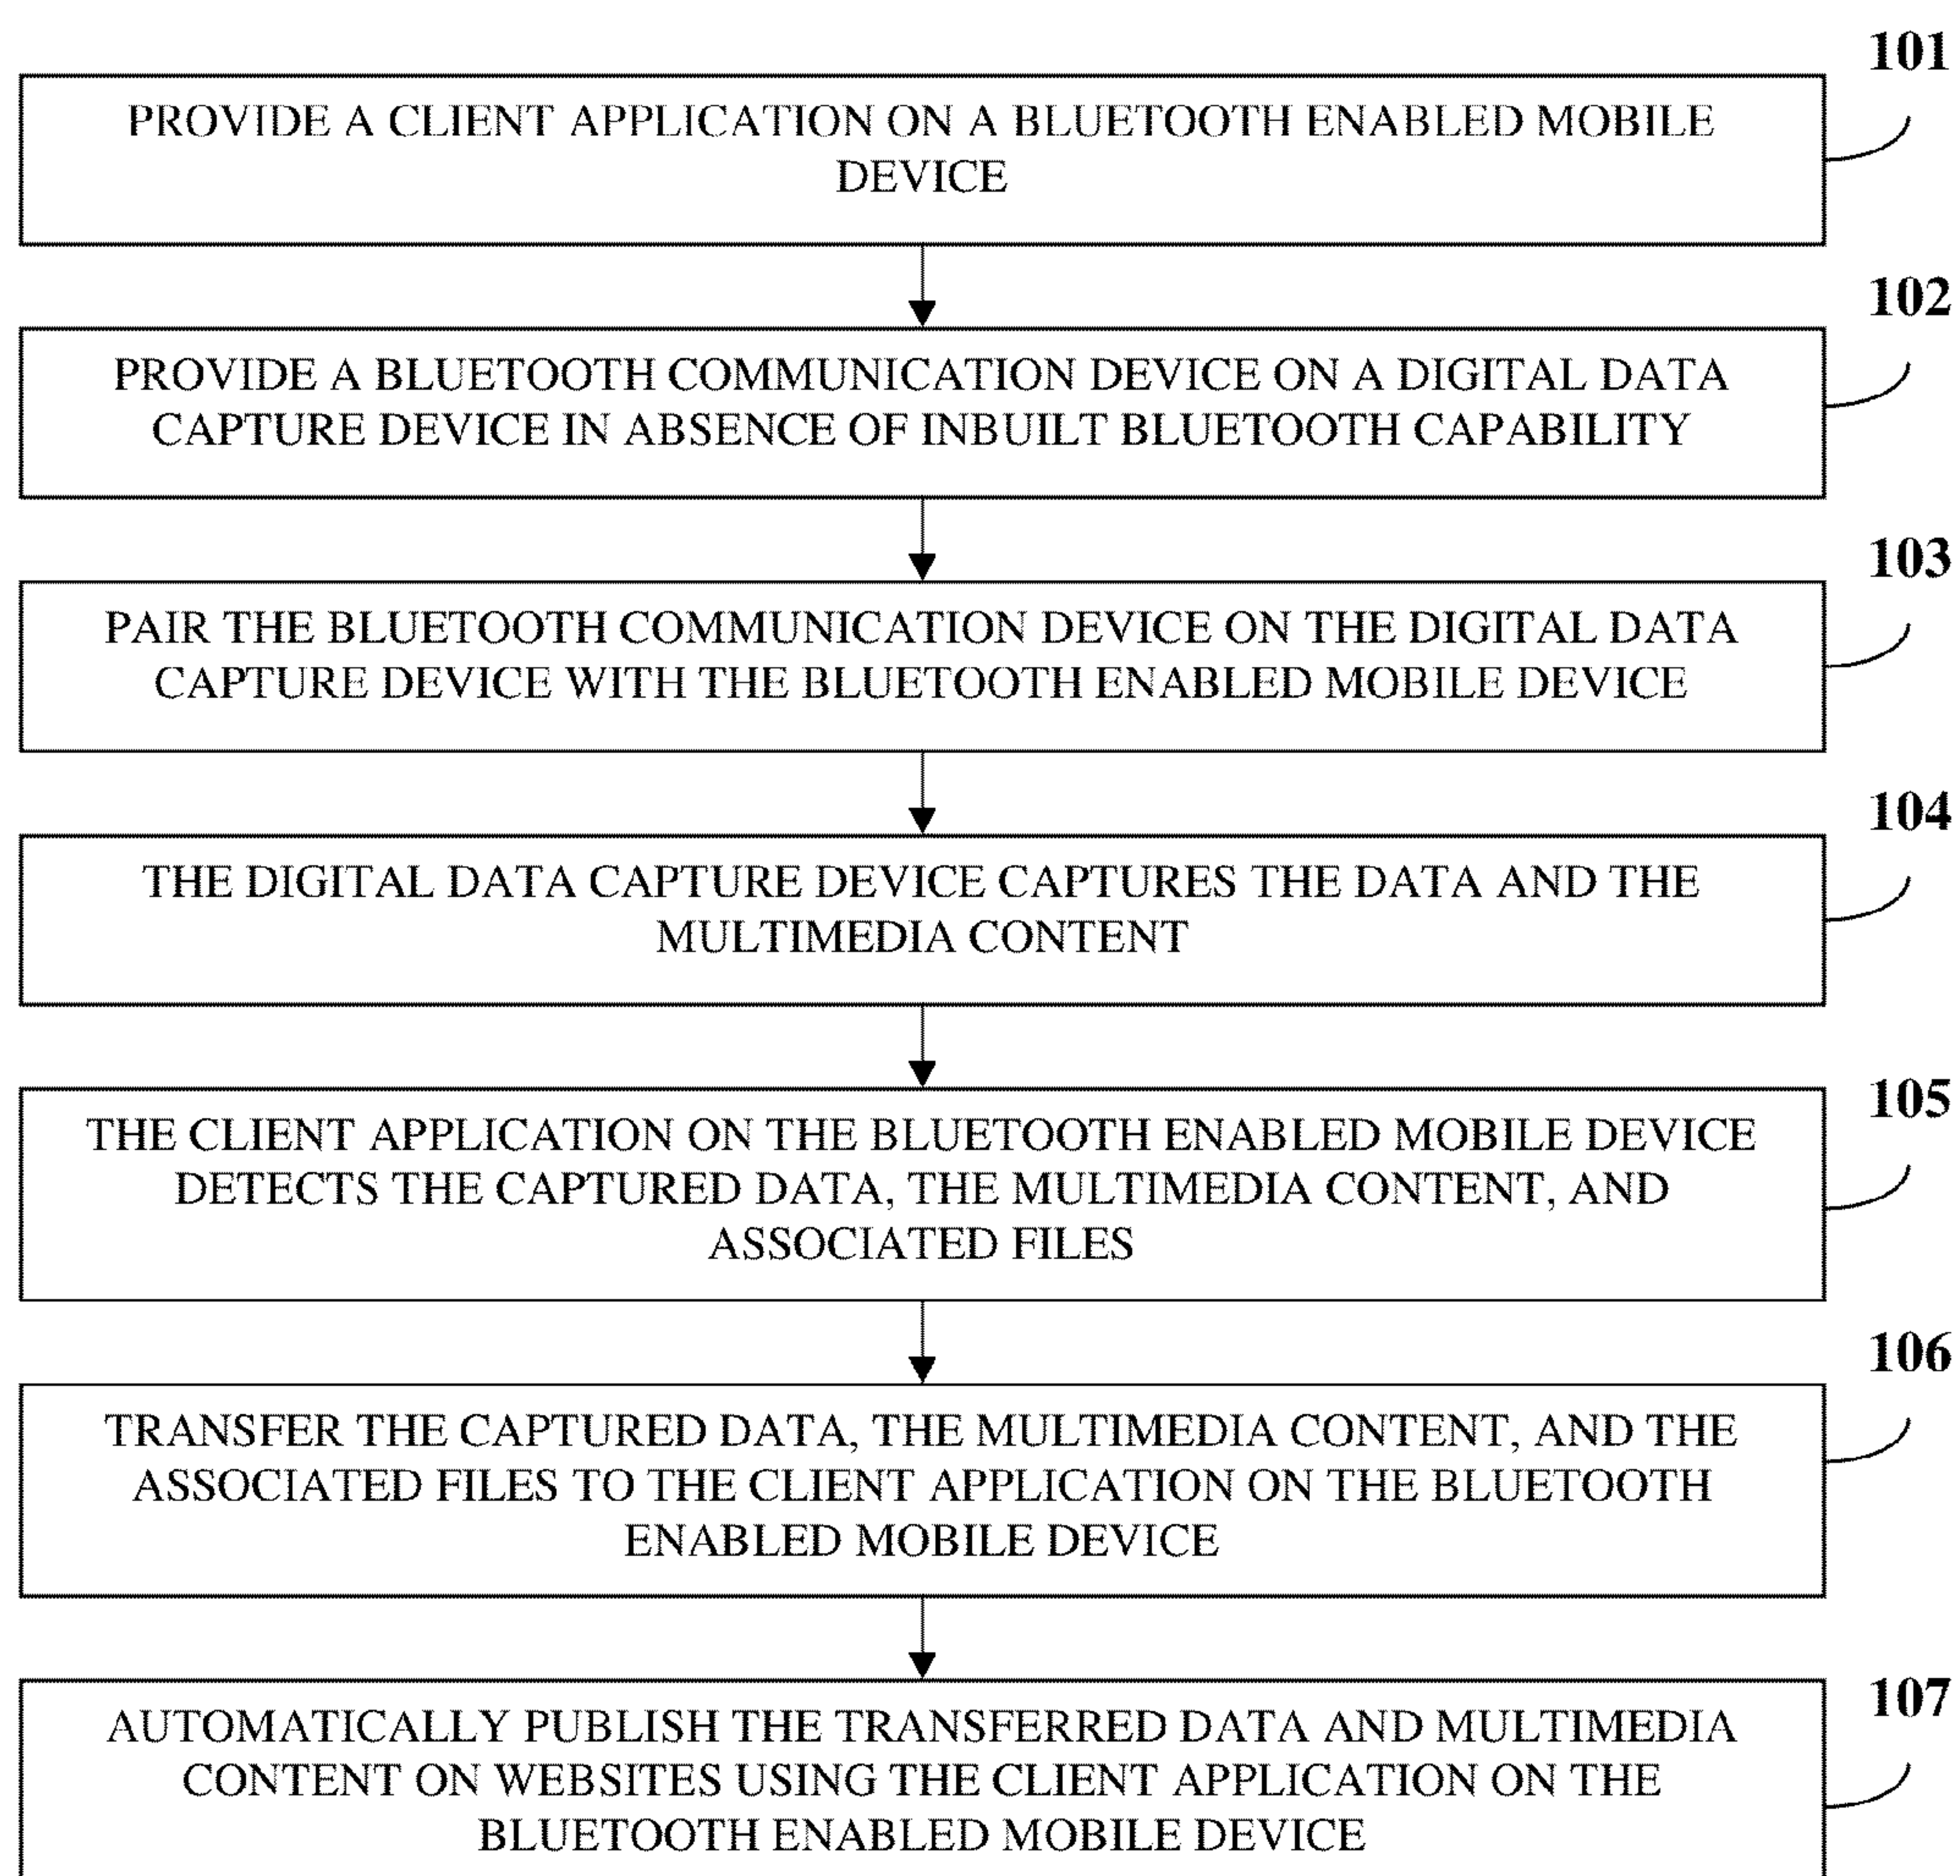 101
PROVIDE A CLIENT APPLICATION ON A BLUETOOTH ENABLED MOBILE
DEVICE
102
PROVIDE A BLUETOOTH COMMUNICATION DEVICE ON A DIGITAL DATA
CAPTURE DEVICE IN ABSENCE OF INBUILT BLUETOOTH CAPABILITY
103
PAIR THE BLUETOOTH COMMUNICATION DEVICE ON THE DIGITAL DATA
CAPTURE DEVICE WITH THE BLUETOOTH ENABLED MOBILE DEVICE
104
THE DIGITAL DATA CAPTURE DEVICE CAPTURES THE DATA AND THE
MULTIMEDIA CONTENT
105
THE CLIENT APPLICATION ON THE BLUETOOTH ENABLED MOBILE DEVICE
DETECTS THE CAPTURED DATA, THE MULTIMEDIA CONTENT, AND
ASSOCIATED FILES
106
TRANSFER THE CAPTURED DATA, THE MULTIMEDIA CONTENT, AND THE
ASSOCIATED FILES TO THE CLIENT APPLICATION ON THE BLUETOOTH
ENABLED MOBILE DEVICE
107
AUTOMATICALLY PUBLISH THE TRANSFERRED DATA AND MULTIMEDIA
CONTENT ON WEBSITES USING THE CLIENT APPLICATION ON THE
BLUETOOTH ENABLED MOBILE DEVICE